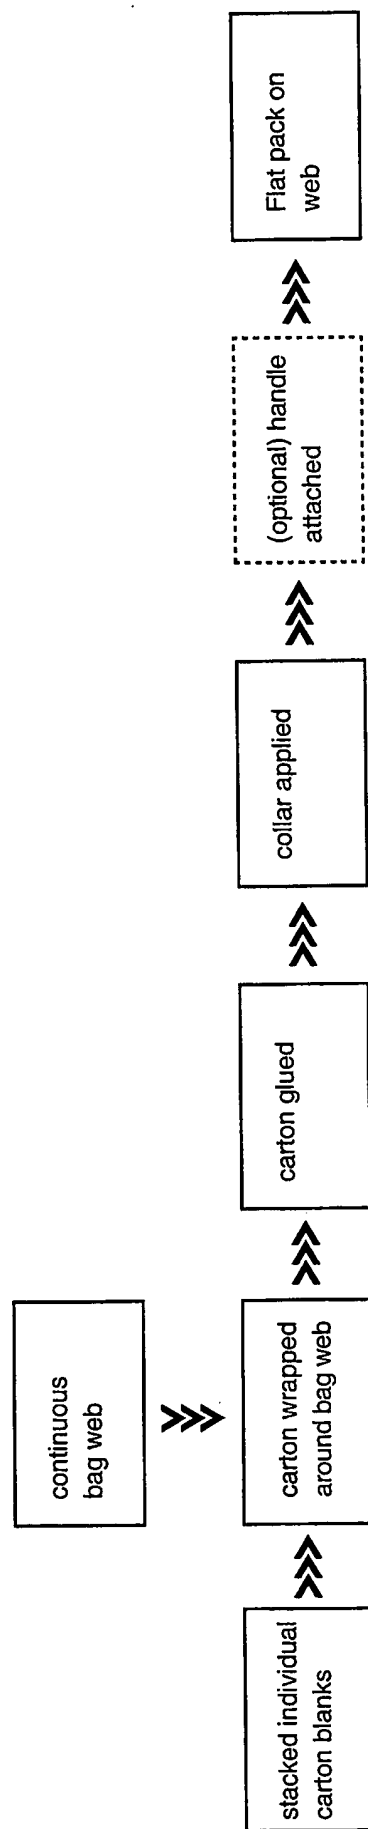 continuous
bag web
stacked individual
carton blanks
carton wrapped
around bag web
carton glued
collar applied
(optional) handle
attached
Flat pack on
web